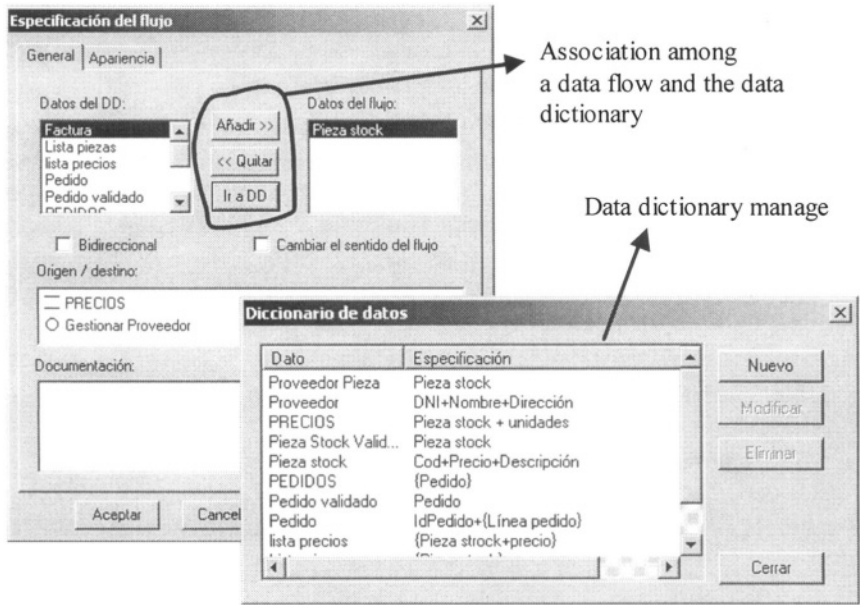 Especificación del flujo
General
Apariencia
Datos del DD:
Factura
Lista piezas
lista precios
Pedido
Pedido validado
PEDIDOS
Añadir >>
<< Quitar
Ir a DD
Datos del flujo:
Pieza stock
Association among
a data flow and the data
dictionary
Bidireccional
Cambiar el sentido del flujo
Origen / destino:
PRECIOS
Gestionar Proveedor
Documentación:
Aceptar
Cancel
Data dictionary manage
Diccionario de datos
Dato Especificación
Proveedor Pieza Pieza stock
Proveedor DNI+Nombre+Dirección
PRECIOS Pieza stock + unidades
Pieza Stock Valid... Pieza stock
Pieza stock Cod+Precio+Descripción
PEDIDOS {Pedido}
Pedido validado Pedido
Pedido IdPedido+{Línea pedido}
lista precios {Pieza strock+precio}
Nuevo
Modificar
Eliminar
Cerrar